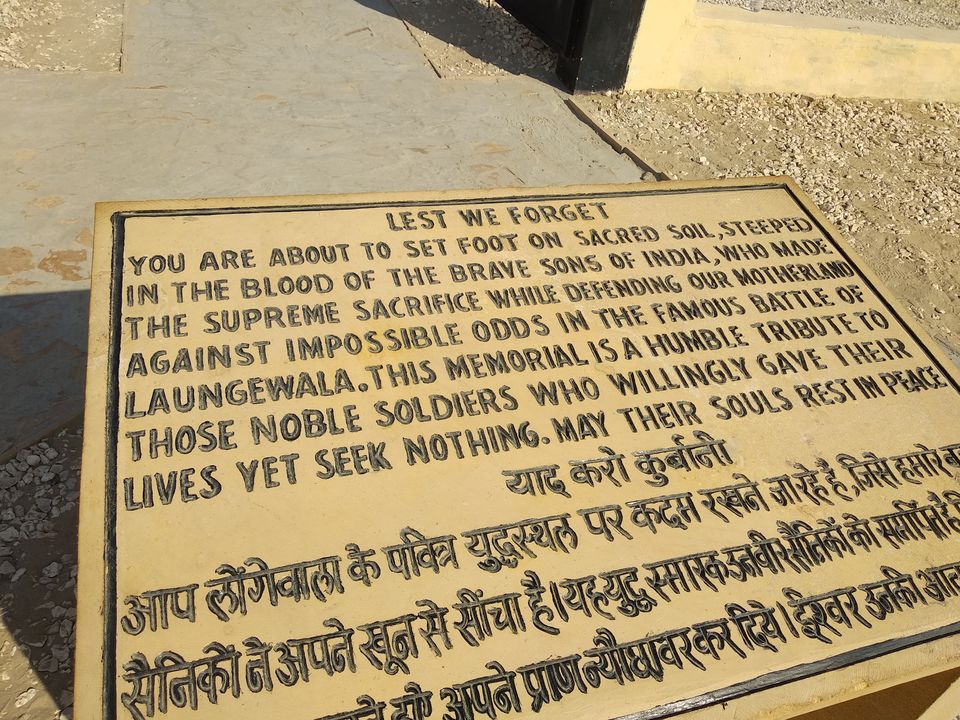 LEST WE FORGET
YOU ARE ABOUT TO SET FOOT ON SACRED SOIL, STEEPED
IN THE BLOOD OF THE BRAVE SONS OF INDIA, WHO MADE
THE SUPREME SACRIFICE WHILE DEFENDING OUR MOTHERLAND
AGAINST IMPOSSIBLE ODDS IN THE FAMOUS BATTLE OF
LAUNGEWALA. THIS MEMORIAL IS A HUMBLE TRIBUTE TO
THOSE NOBLE SOLDIERS WHO WILLINGLY GAVE THEIR
LIVES YET SEEK NOTHING. MAY THEIR SOULS REST IN PEACE
याद करो कुर्बानी
आप लौंगेवाला के पवित्र युद्धस्थल पर कदम रखने जा रहे हैं, जिसे हमारे
सैनिकों ने अपने खून से सींचा है। यह युद्ध स्मारक उन वीर सैनिकों को समर्पित है
हुए अपने प्राण न्यौछावर कर दिये। ईश्वर उनकी